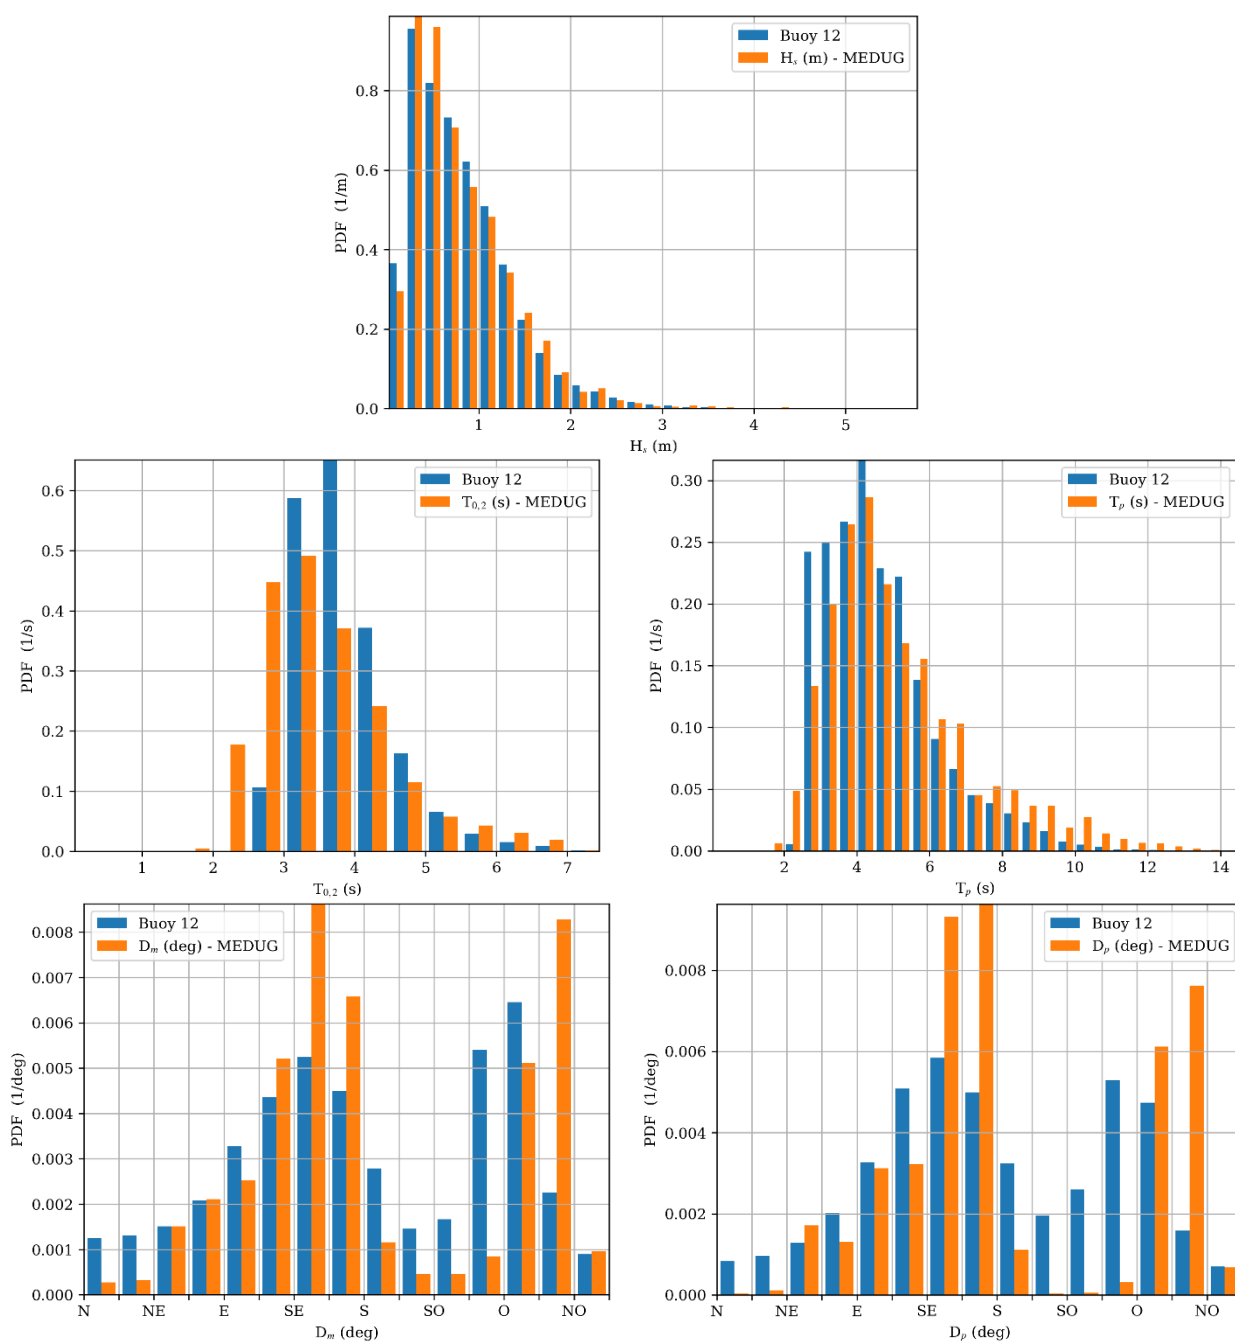 Buoy 12
Hₛ (m) - MEDUG
PDF (1/m)
0.8
0.6
0.4
0.2
0.0
1 2 3 4 5
Hₛ (m)
Buoy 12
T₀,₂ (s) - MEDUG
PDF (1/s)
0.6
0.5
0.4
0.3
0.2
0.1
0.0
1 2 3 4 5 6 7
T₀,₂ (s)
Buoy 12
Tₚ (s) - MEDUG
PDF (1/s)
0.30
0.25
0.20
0.15
0.10
0.05
0.00
2 4 6 8 10 12 14
Tₚ (s)
Buoy 12
Dₘ (deg) - MEDUG
PDF (1/deg)
0.008
0.007
0.006
0.005
0.004
0.003
0.002
0.001
0.000
N NE E SE S SO O NO
Dₘ (deg)
Buoy 12
Dₚ (deg) - MEDUG
PDF (1/deg)
0.008
0.006
0.004
0.002
0.000
N NE E SE S SO O NO
Dₚ (deg)